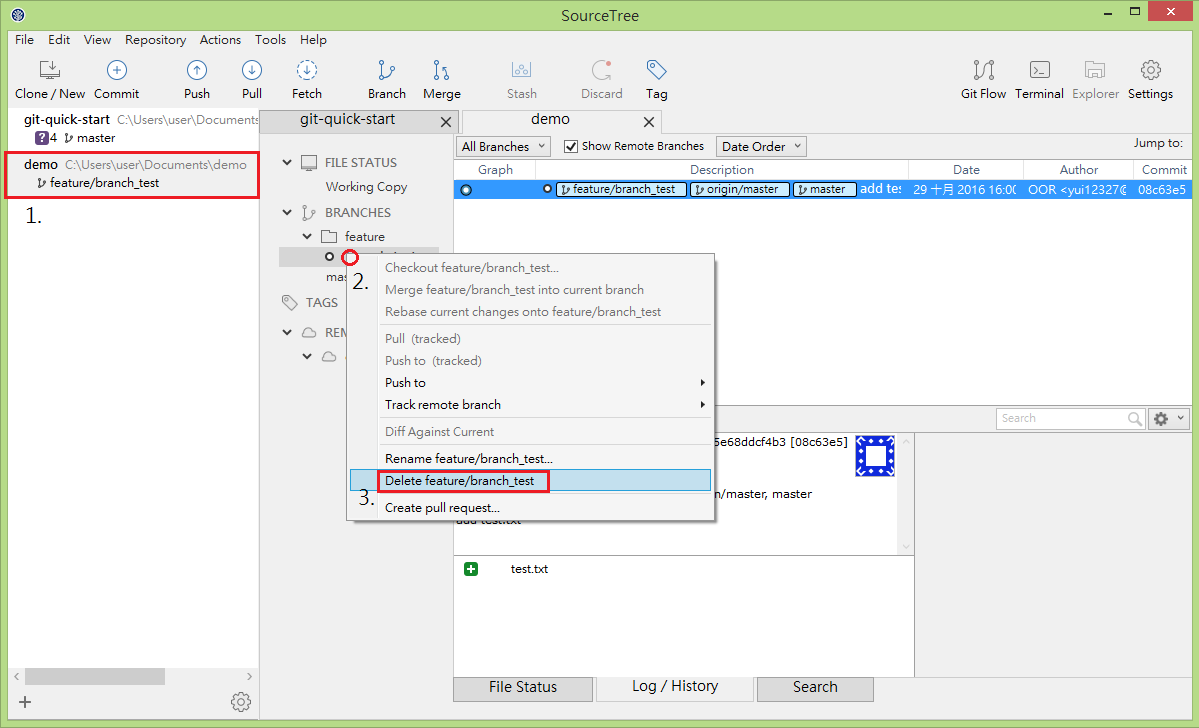 SourceTree
File Edit View Repository Actions Tools Help
Clone / New Commit Push Pull Fetch Branch Merge Stash Discard Tag Git Flow Terminal Explorer Settings
git-quick-start C:\Users\user\Documents
?4 master
demo C:\Users\user\Documents\demo
feature/branch_test
1.
git-quick-start demo
FILE STATUS
Working Copy
BRANCHES
feature
TAGS
All Branches Show Remote Branches Date Order Jump to:
Graph Description Date Author Commit
feature/branch_test origin/master master add tes 29 十月 2016 16:00 OOR <yui12327@ 08c63e5
2.
Checkout feature/branch_test...
Merge feature/branch_test into current branch
Rebase current changes onto feature/branch_test
Pull (tracked)
Push to (tracked)
Push to
Track remote branch
Diff Against Current
Rename feature/branch_test...
Delete feature/branch_test
3.
Create pull request...
Search
5e68ddcf4b3 [08c63e5]
n/master, master
add test.txt
test.txt
File Status Log / History Search